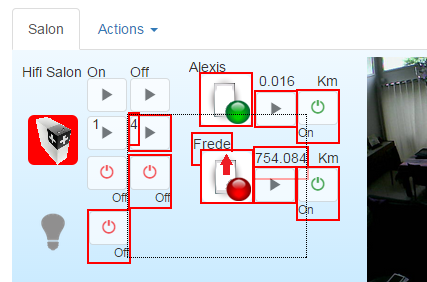 Salon Actions
Alexis
Hifi Salon On Off 0.016 Km
1 4 On
Frede
754.084 Km
Off Off On
Off